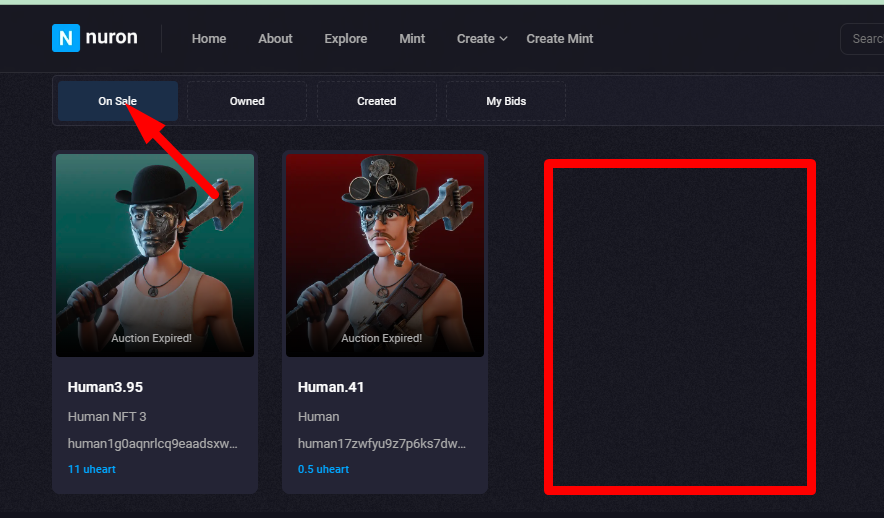 N nuron
Home About Explore Mint Create Create Mint
Searc
On Sale Owned Created My Bids
Auction Expired!
Human3.95
Human NFT 3
human1g0aqnrlcq9eaadsxw...
11 uheart
Auction Expired!
Human.41
Human
human17zwfyu9z7p6ks7dw...
0.5 uheart